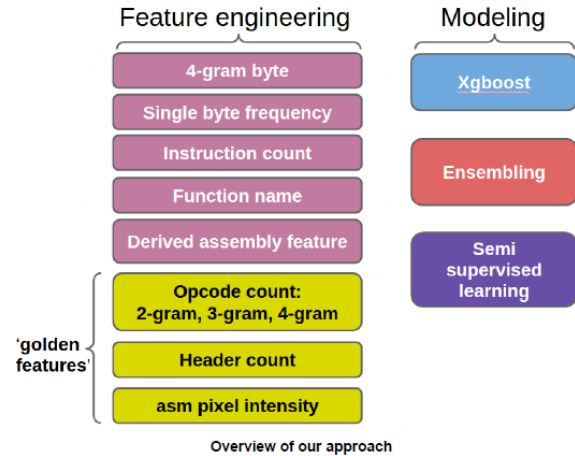 Feature engineering
4-gram byte
Single byte frequency
Instruction count
Function name
Derived assembly feature
Opcode count:
2-gram, 3-gram, 4-gram
Header count
asm pixel intensity
‘golden
features’
Modeling
Xgboost
Ensembling
Semi
supervised
learning
Overview of our approach